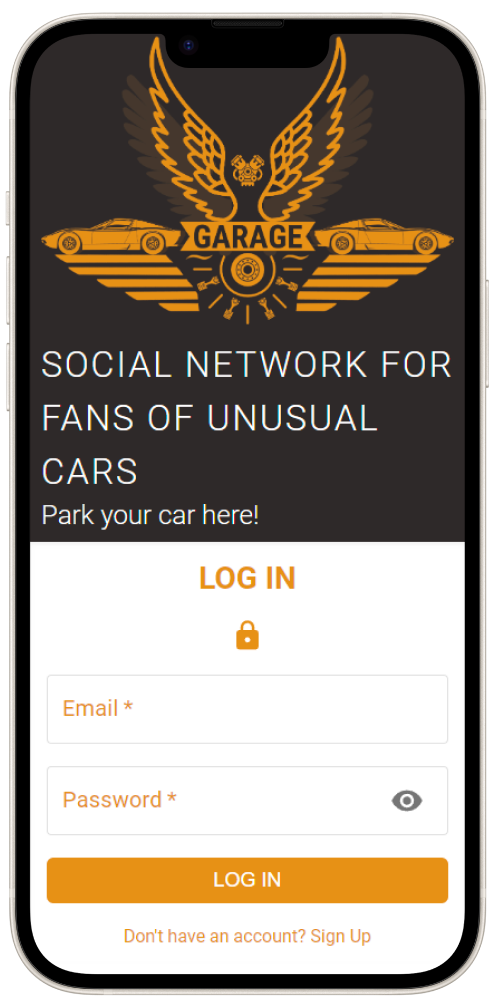 GARAGE
SOCIAL NETWORK FOR
FANS OF UNUSUAL
CARS
Park your car here!
LOG IN
Email *
Password *
LOG IN
Don't have an account? Sign Up